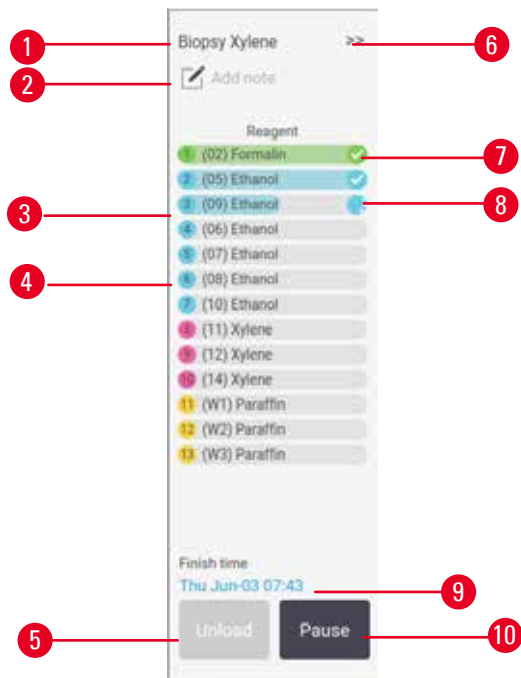 1 Biopsy Xylene >> 6
2 Add note
Reagent
1 (02) Formalin 7
2 (05) Ethanol
3 3 (09) Ethanol 8
4 (06) Ethanol
5 (07) Ethanol
4 6 (08) Ethanol
7 (10) Ethanol
8 (11) Xylene
9 (12) Xylene
10 (14) Xylene
11 (W1) Paraffin
12 (W2) Paraffin
13 (W3) Paraffin
Finish time
Thu Jun-03 07:43 9
5 Unload Pause 10